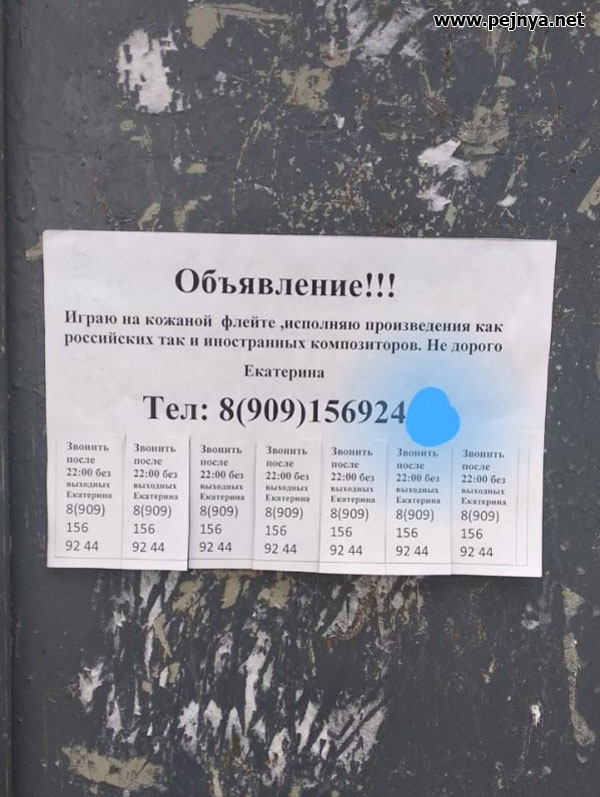 www.pejnya.net
Объявление!!!
Играю на кожаной флейте ,исполняю произведения как
российских так и иностранных композиторов. Не дорого
Екатерина
Тел: 8(909)156924
Звонить
после
22:00 без
выходных
Екатерина
8(909)
156
92 44
Звонить
после
22:00 без
выходных
Екатерина
8(909)
156
92 44
Звонить
после
22:00 без
выходных
Екатерина
8(909)
156
92 44
Звонить
после
22:00 без
выходных
Екатерина
8(909)
156
92 44
Звонить
после
22:00 без
выходных
Екатерина
8(909)
156
92 44
Звонить
после
22:00 без
выходных
Екатерина
8(909)
156
92 44
Звонить
после
22:00 без
выходных
Екатерина
8(909)
156
92 44